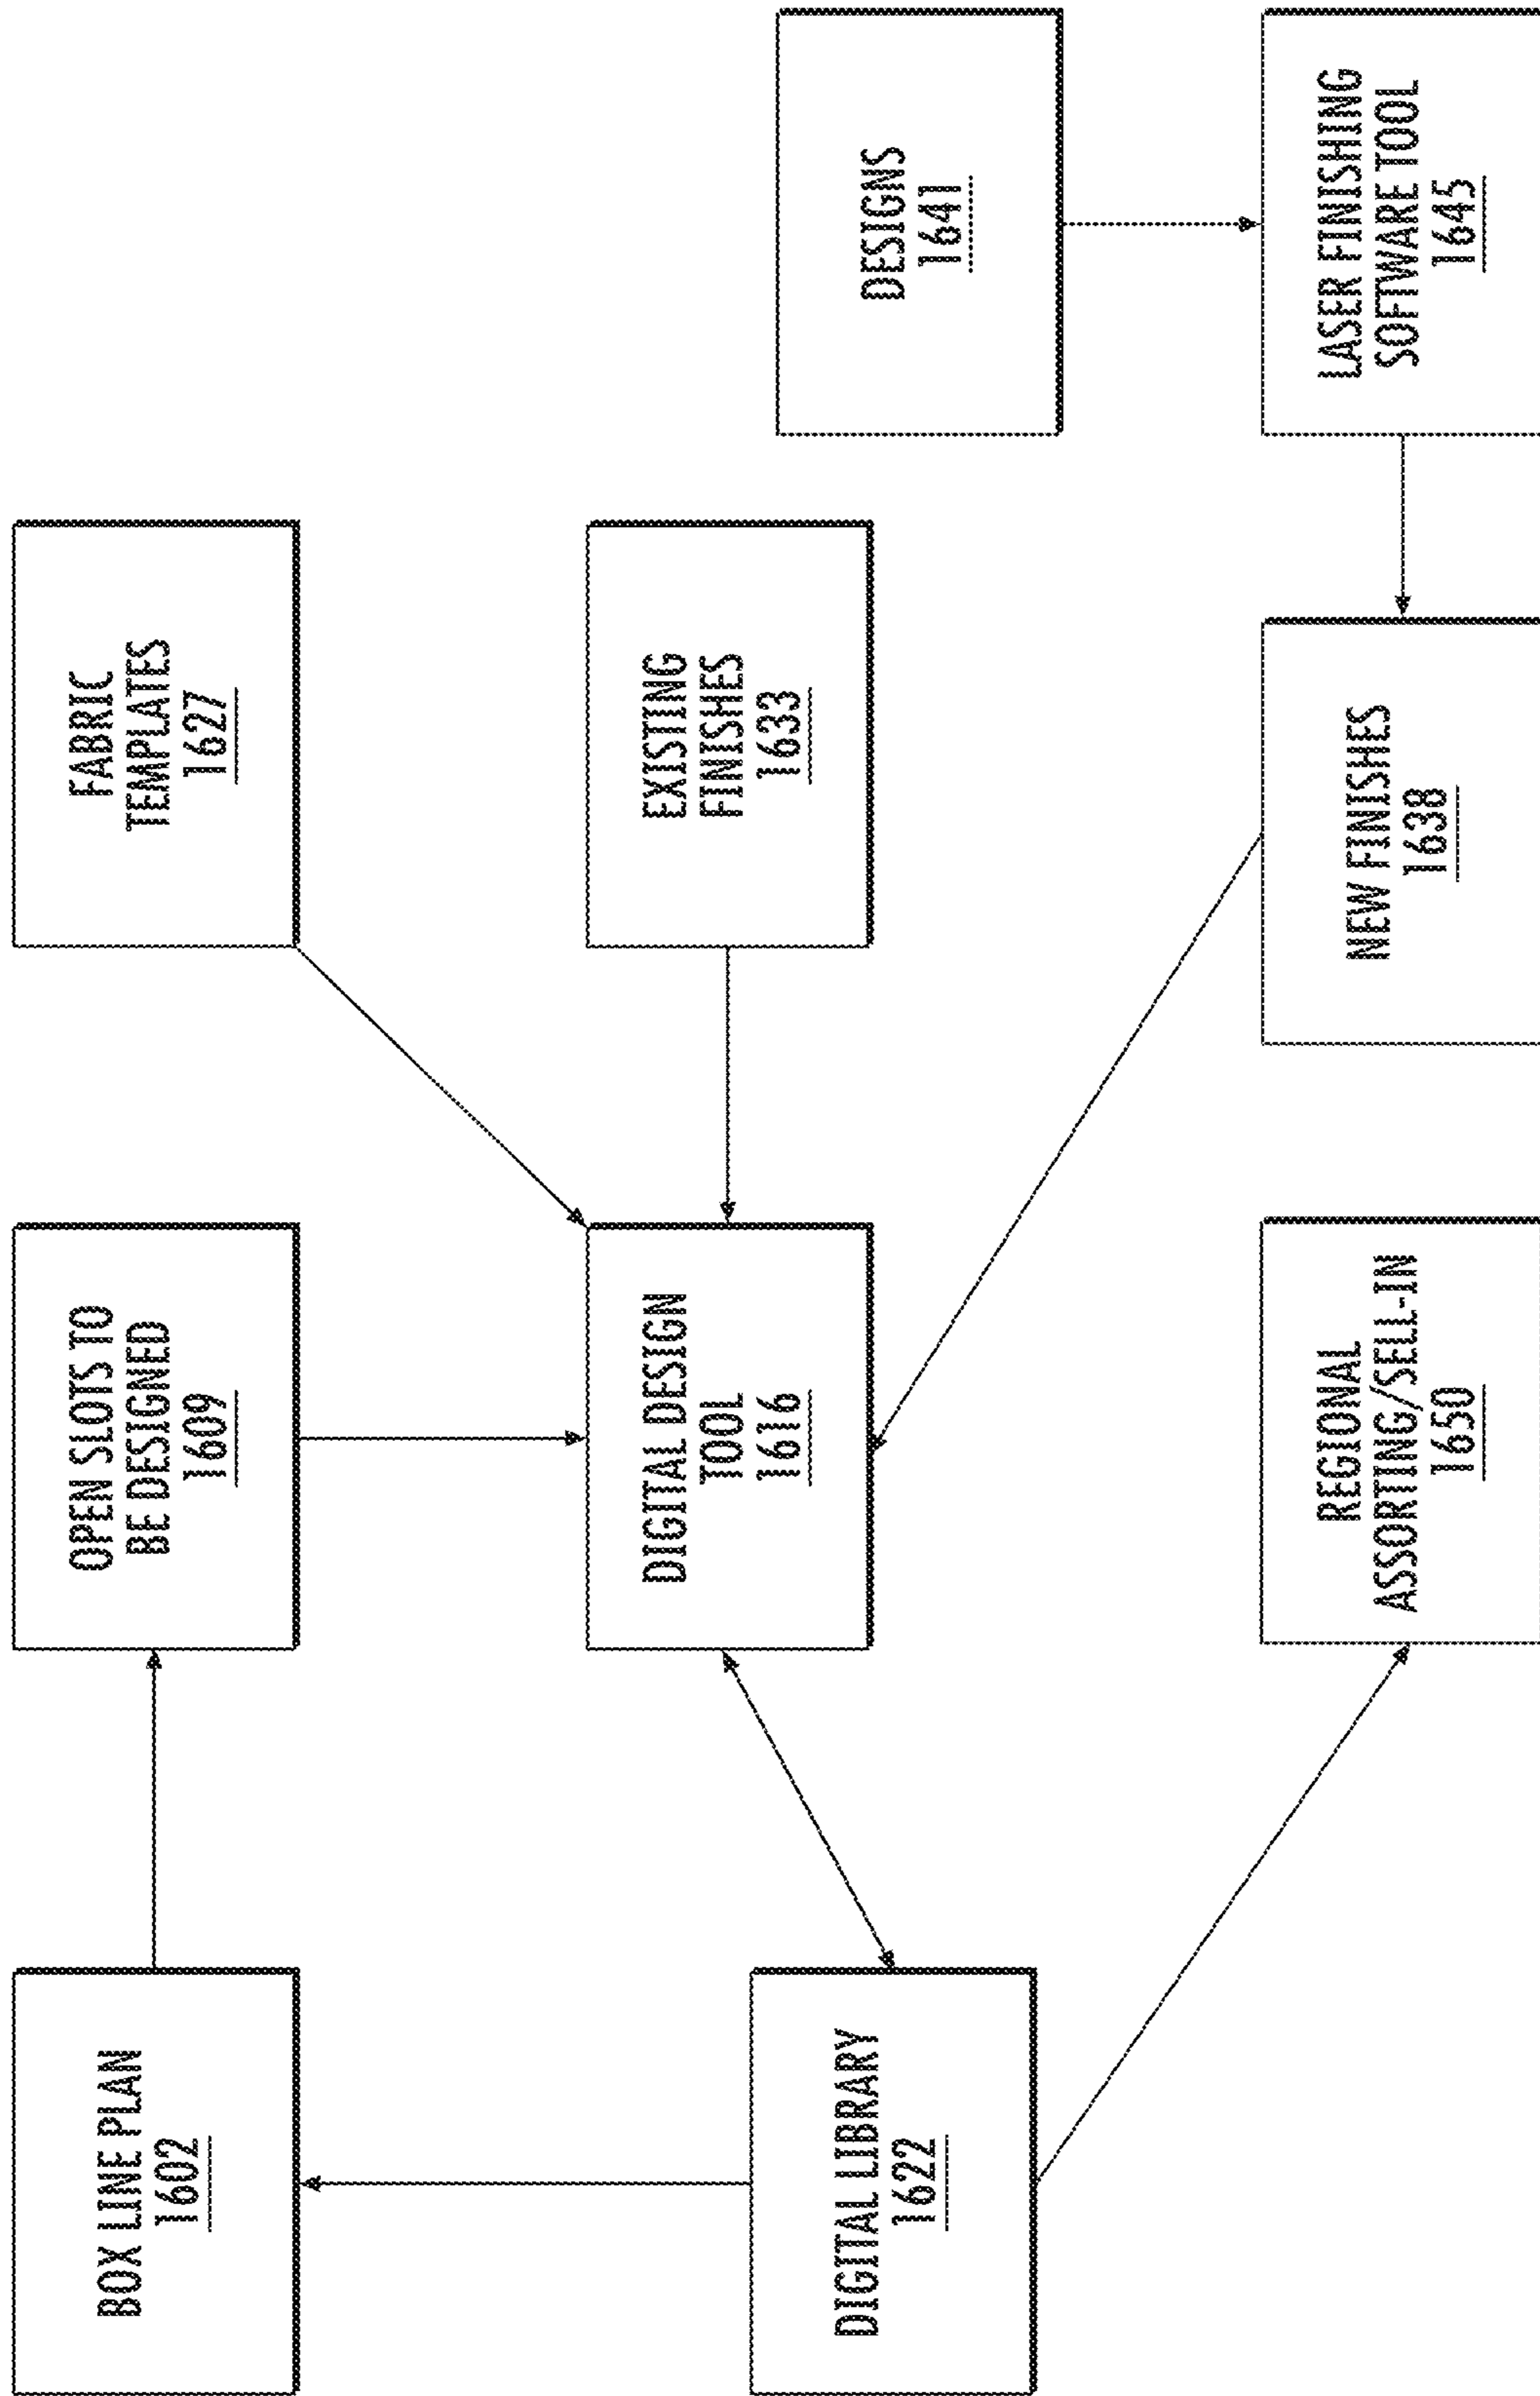 BOX LINE PLAN
1602
OPEN SLOTS TO
BE DESIGNED
1609
FABRIC
TEMPLATES
1627
DIGITAL DESIGN
TOOL
1616
EXISTING
FINISHES
1633
DIGITAL LIBRARY
1622
DESIGNS
1641
REGIONAL
ASSORTING/SELL-IN
1650
NEW FINISHES
1638
LASER FINISHING
SOFTWARE TOOL
1645